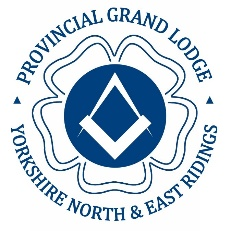 PROVINCIAL GRAND LODGE
YORKSHIRE NORTH & EAST RIDINGS